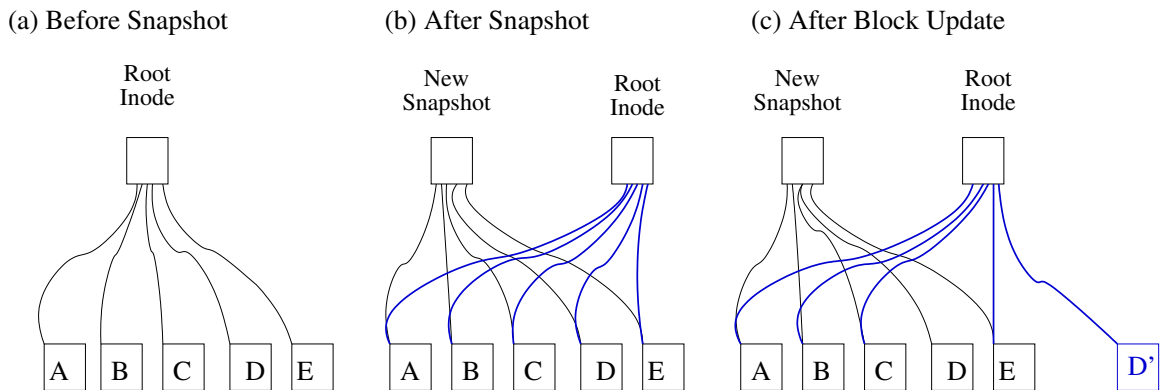 (a) Before Snapshot
(b) After Snapshot
(c) After Block Update
Root
Inode
New
Snapshot
Root
Inode
New
Snapshot
Root
Inode
A B C D E
A B C D E
A B C D E D’